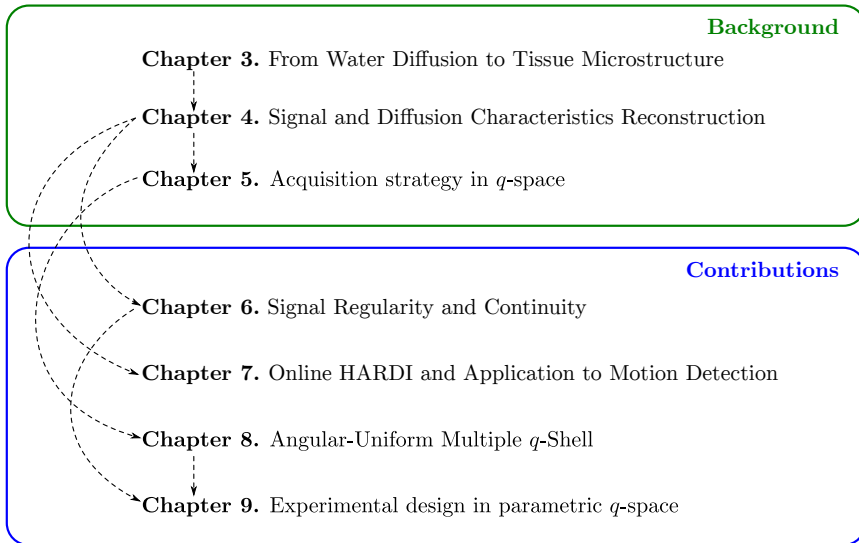 Background
Chapter 3. From Water Diffusion to Tissue Microstructure
Chapter 4. Signal and Diffusion Characteristics Reconstruction
Chapter 5. Acquisition strategy in q-space
Contributions
Chapter 6. Signal Regularity and Continuity
Chapter 7. Online HARDI and Application to Motion Detection
Chapter 8. Angular-Uniform Multiple q-Shell
Chapter 9. Experimental design in parametric q-space